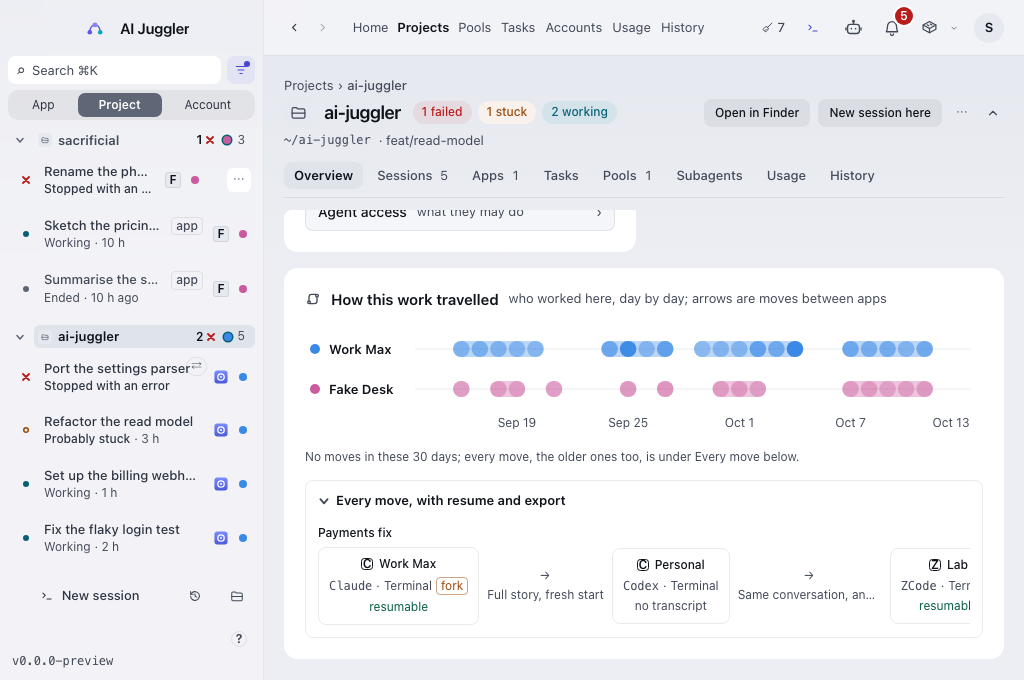 AI Juggler
Search ⌘K
App Project Account
sacrificial 1 3
Rename the ph... F
Stopped with an ...
Sketch the pricin... app F
Working · 10 h
Summarise the s... app F
Ended · 10 h ago
ai-juggler 2 5
Port the settings parser
Stopped with an error
Refactor the read model
Probably stuck · 3 h
Set up the billing webh...
Working · 1 h
Fix the flaky login test
Working · 2 h
New session
?
v0.0.0-preview
Home Projects Pools Tasks Accounts Usage History 7 5 S
Projects › ai-juggler
ai-juggler 1 failed 1 stuck 2 working Open in Finder New session here ...
~/ai-juggler · feat/read-model
Overview Sessions 5 Apps 1 Tasks Pools 1 Subagents Usage History
Agent access what they may do ›
How this work travelled who worked here, day by day; arrows are moves between apps
Work Max
Fake Desk
Sep 19 Sep 25 Oct 1 Oct 7 Oct 13
No moves in these 30 days; every move, the older ones too, is under Every move below.
Every move, with resume and export
Payments fix
C Work Max
Claude · Terminal fork
resumable
→
Full story, fresh start
C Personal
Codex · Terminal
no transcript
→
Same conversation, an...
Z Lab
ZCode · Terr
resumabl